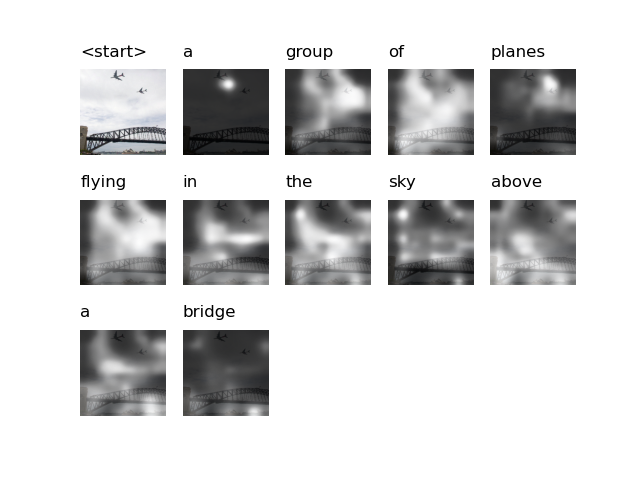 <start> a group of planes
flying in the sky above
a bridge